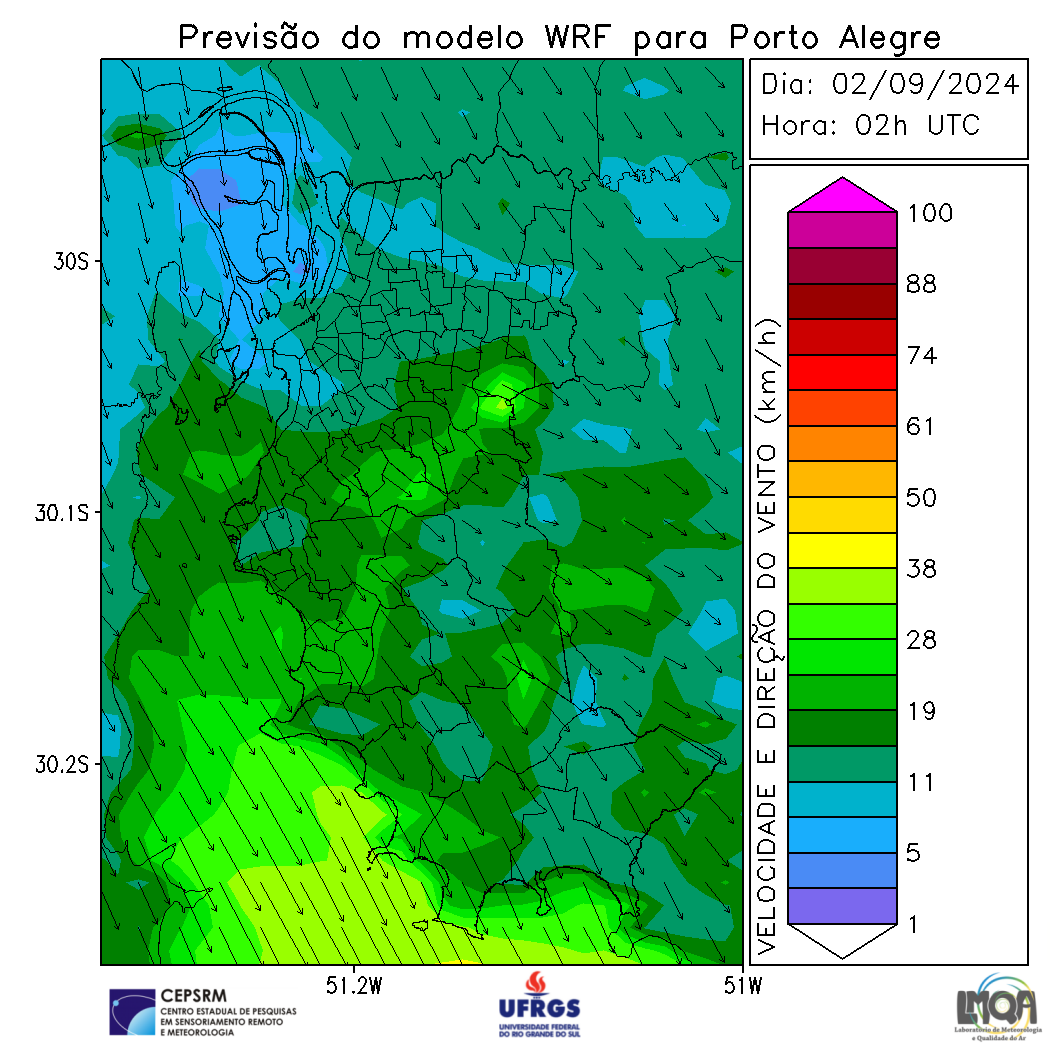 Previsão do modelo WRF para Porto Alegre
Dia: 02/09/2024
Hora: 02h UTC
30S
30.1S
30.2S
51.2W
51W
VELOCIDADE E DIREÇÃO DO VENTO (km/h)
100
88
74
61
50
38
28
19
11
5
1
CEPSRM
CENTRO ESTADUAL DE PESQUISAS
EM SENSORIAMENTO REMOTO
E METEOROLOGIA
UFRGS
UNIVERSIDADE FEDERAL
DO RIO GRANDE DO SUL
LMQA
Laboratório de Meteorologia
e Qualidade do Ar